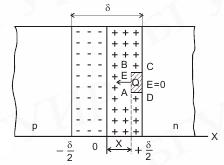 δ
- - - + + +
- - - + + +
- - - + + +
- - - + + B C
- - - + E Q E=0
- - - + + A D
- - - + + +
- - - + + +
- - - + + +
p n
X X
- δ/2 0 + δ/2